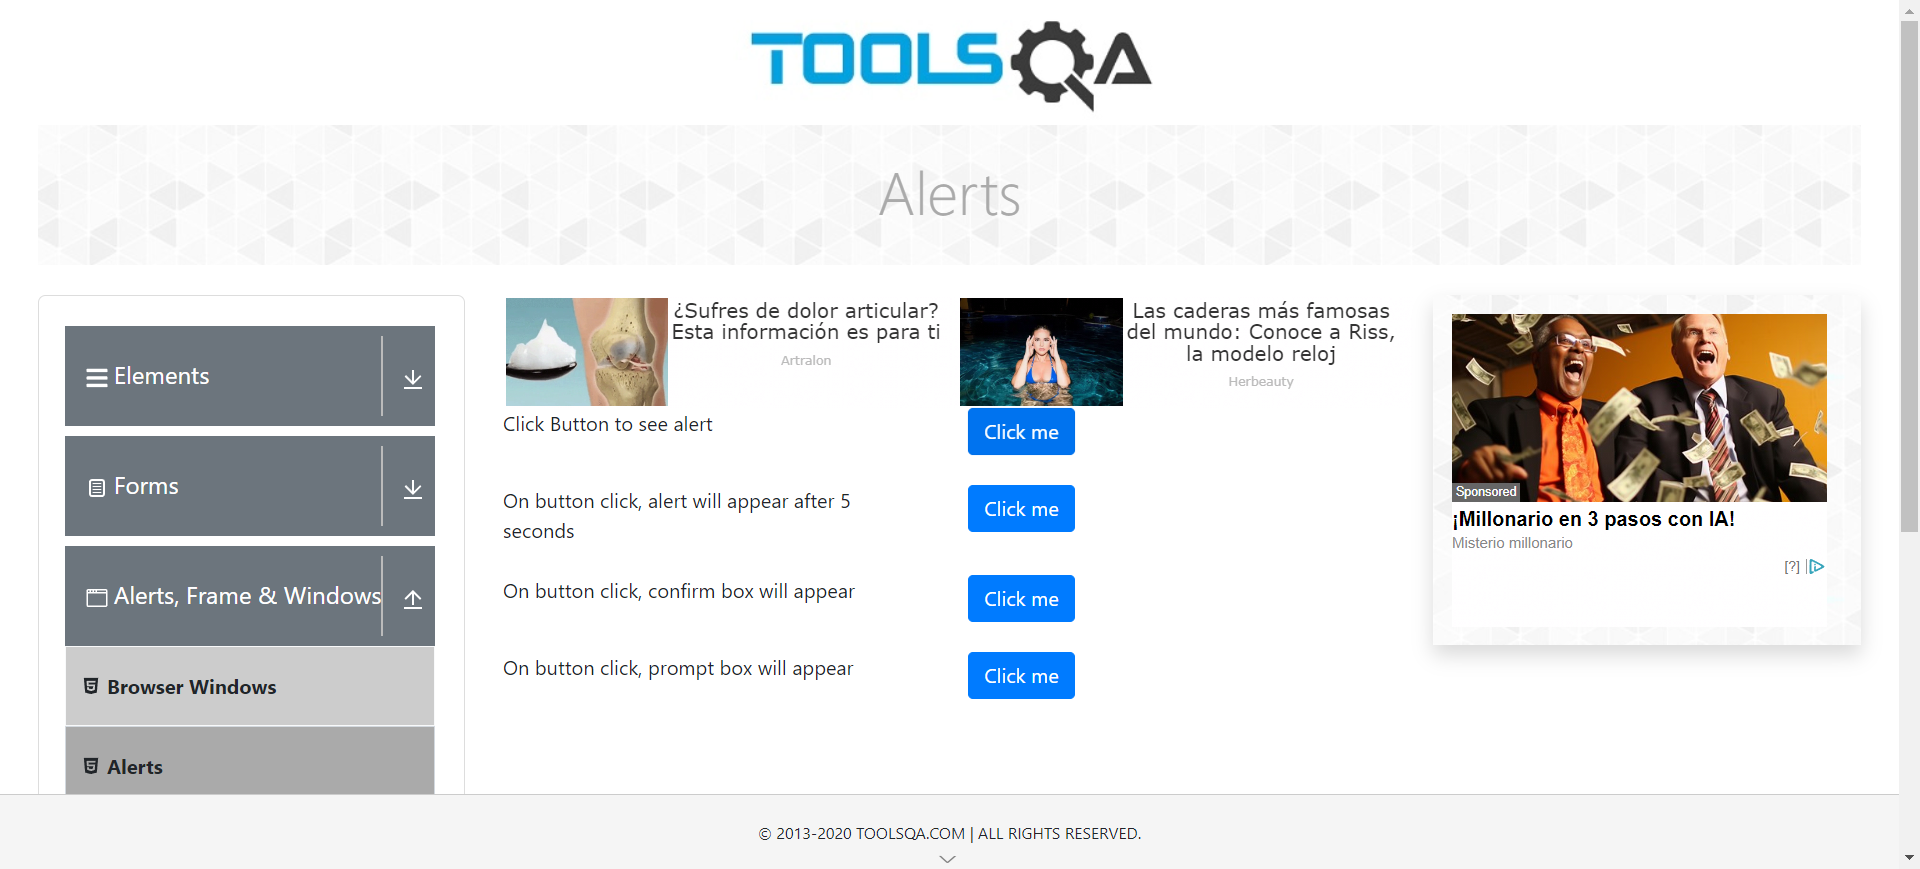 TOOLSQA
Alerts
Elements
Forms
Alerts, Frame & Windows
Browser Windows
Alerts
¿Sufres de dolor articular?
Esta información es para ti
Artralon
Las caderas más famosas
del mundo: Conoce a Riss,
la modelo reloj
Herbeauty
Click Button to see alert
Click me
On button click, alert will appear after 5
seconds
Click me
On button click, confirm box will appear
Click me
On button click, prompt box will appear
Click me
Sponsored
¡Millonario en 3 pasos con IA!
Misterio millonario
[?]
© 2013-2020 TOOLSQA.COM | ALL RIGHTS RESERVED.